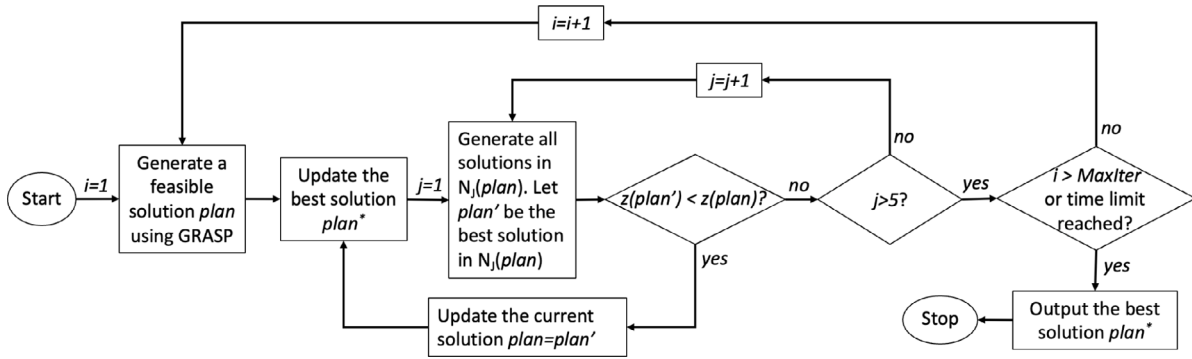 i=i+1
j=j+1
Start
i=1
Generate a
feasible
solution plan
using GRASP
Update the
best solution
plan*
j=1
Generate all
solutions in
Nj(plan). Let
plan' be the
best solution
in Nj(plan)
z(plan') < z(plan)?
no
yes
j>5?
no
yes
i > MaxIter
or time limit
reached?
no
yes
Update the current
solution plan=plan'
Stop
Output the best
solution plan*